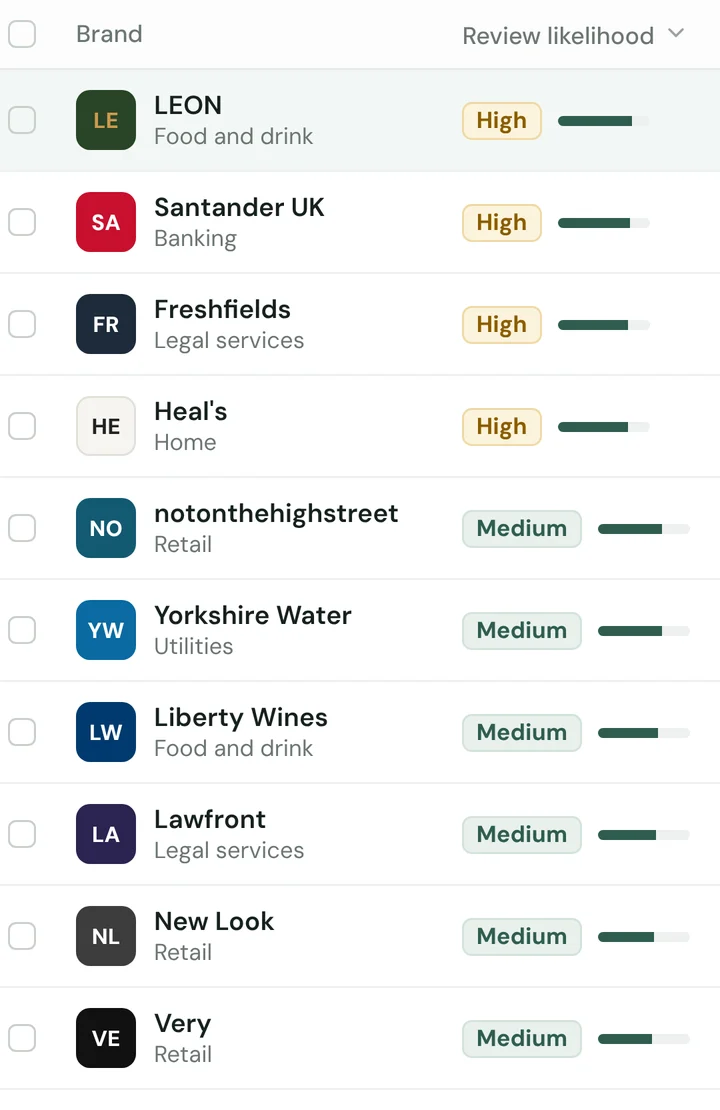 Brand Review likelihood
LE LEON High
Food and drink
SA Santander UK High
Banking
FR Freshfields High
Legal services
HE Heal's High
Home
NO notonthehighstreet Medium
Retail
YW Yorkshire Water Medium
Utilities
LW Liberty Wines Medium
Food and drink
LA Lawfront Medium
Legal services
NL New Look Medium
Retail
VE Very Medium
Retail